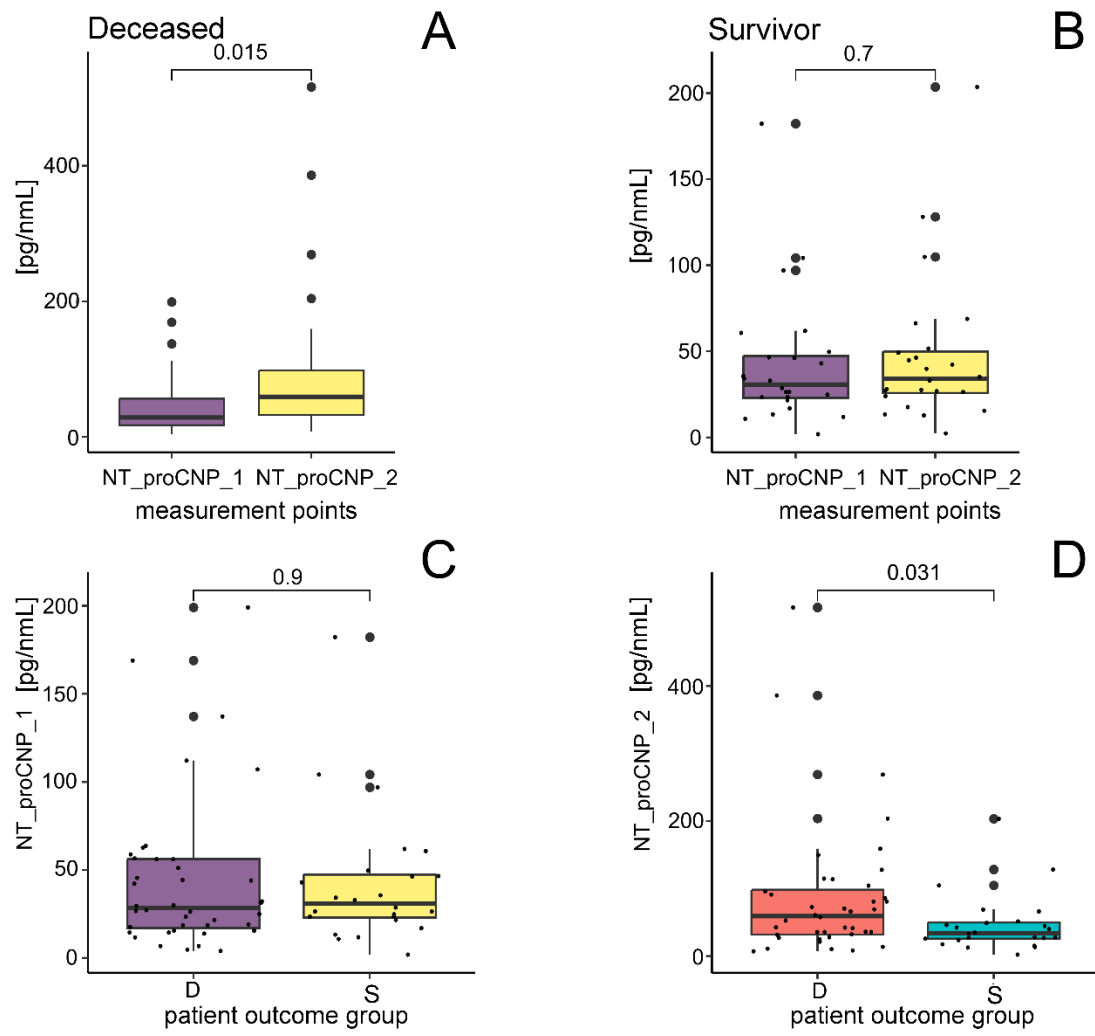 Deceased
A
0.015
400
200
0
[pg/nmL]
NT_proCNP_1
NT_proCNP_2
measurement points
Survivor
B
0.7
200
150
100
50
0
[pg/nmL]
NT_proCNP_1
NT_proCNP_2
measurement points
C
0.9
200
150
100
50
0
NT_proCNP_1 [pg/nmL]
D
S
patient outcome group
D
0.031
400
200
0
NT_proCNP_2 [pg/nmL]
D
S
patient outcome group